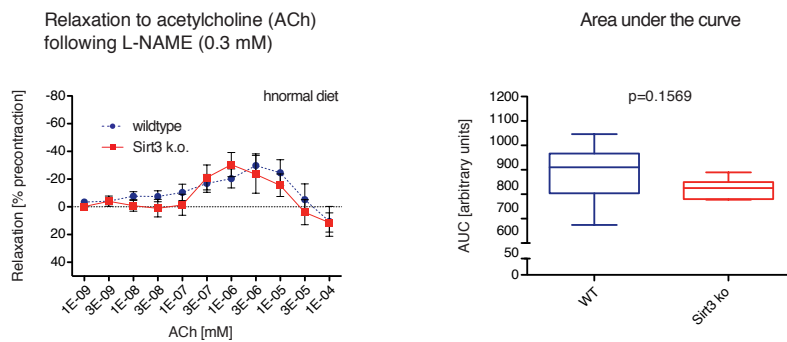 Relaxation to acetylcholine (ACh)
following L-NAME (0.3 mM)
Area under the curve
hnormal diet
wildtype
Sirt3 k.o.
Relaxation [% precontraction]
-80
-60
-40
-20
0
20
40
1E-09
3E-09
1E-08
3E-08
1E-07
3E-07
1E-06
3E-06
1E-05
3E-05
1E-04
ACh [mM]
p=0.1569
AUC [arbitrary units]
1200
1100
1000
900
800
700
600
50
0
WT
Sirt3 ko